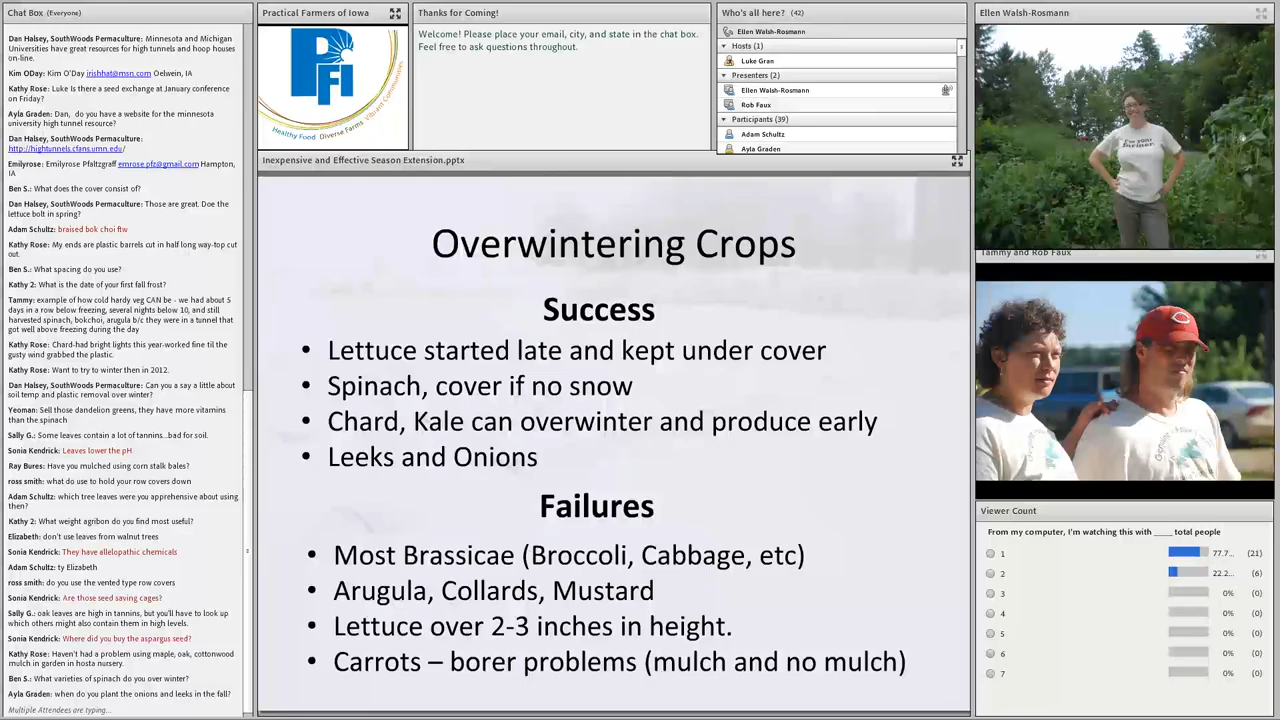 Chat Box (Everyone)
Dan Halsey, SouthWoods Permaculture: Minnesota and Michigan
Universities have great resources for high tunnels and hoop houses
on-line.
Kim ODay: Kim O'Day irishhat@msn.com Oelwein, IA
Kathy Rose: Luke Is there a seed exchange at January conference
on Friday?
Ayla Graden: Dan, do you have a website for the minnesota
university high tunnel resource?
Dan Halsey, SouthWoods Permaculture:
http://hightunnels.cfans.umn.edu/
Emilyrose: Emilyrose Pfaltzgraff emrose.pfz@gmail.com Hampton,
IA
Ben S.: What does the cover consist of?
Dan Halsey, SouthWoods Permaculture: Those are great. Doe the
lettuce bolt in spring?
Adam Schultz: braised bok choi ftw
Kathy Rose: My ends are plastic barrels cut in half long way-top cut
out.
Ben S.: What spacing do you use?
Kathy 2: What is the date of your first fall frost?
Tammy: example of how cold hardy veg CAN be - we had about 5
days in a row below freezing, several nights below 10, and still
harvested spinach, bokchoi, arugula b/c they were in a tunnel that
got well above freezing during the day
Kathy Rose: Chard-had bright lights this year-worked fine til the
gusty wind grabbed the plastic.
Kathy Rose: Want to try to winter then in 2012.
Dan Halsey, SouthWoods Permaculture: Can you a say a little about
soil temp and plastic removal over winter?
Yeoman: Sell those dandelion greens, they have more vitamins
than the spinach
Sally G.: Some leaves contain a lot of tannins...bad for soil.
Sonia Kendrick: Leaves lower the pH
Ray Bures: Have you mulched using corn stalk bales?
ross smith: what do use to hold your row covers down
Adam Schultz: which tree leaves were you apprehensive about using
then?
Kathy 2: What weight agribon do you find most useful?
Elizabeth: don't use leaves from walnut trees
Sonia Kendrick: They have allelopathic chemicals
Adam Schultz: ty Elizabeth
ross smith: do you use the vented type row covers
Sonia Kendrick: Are those seed saving cages?
Sally G.: oak leaves are high in tannins, but you'll have to look up
which others might also contain them in high levels.
Sonia Kendrick: Where did you buy the aspargus seed?
Kathy Rose: Haven't had a problem using maple, oak, cottonwood
mulch in garden in hosta nursery.
Ben S.: What varieties of spinach do you over winter?
Ayla Graden: when do you plant the onions and leeks in the fall?
Multiple Attendees are typing...
Practical Farmers of Iowa
PFi
Healthy Food Diverse Farms Vibrant Communities
Thanks for Coming!
Welcome! Please place your email, city, and state in the chat box.
Feel free to ask questions throughout.
Who's all here? (42)
Ellen Walsh-Rosmann
Hosts (1)
Luke Gran
Presenters (2)
Ellen Walsh-Rosmann
Rob Faux
Participants (39)
Adam Schultz
Ayla Graden
Inexpensive and Effective Season Extension.pptx
Overwintering Crops
Success
• Lettuce started late and kept under cover
• Spinach, cover if no snow
• Chard, Kale can overwinter and produce early
• Leeks and Onions
Failures
• Most Brassicae (Broccoli, Cabbage, etc)
• Arugula, Collards, Mustard
• Lettuce over 2-3 inches in height.
• Carrots – borer problems (mulch and no mulch)
Ellen Walsh-Rosmann
farmer.
Tammy and Rob Faux
Viewer Count
From my computer, I'm watching this with ____ total people
1 77.7... (21)
2 22.2... (6)
3 0% (0)
4 0% (0)
5 0% (0)
6 0% (0)
7 0% (0)